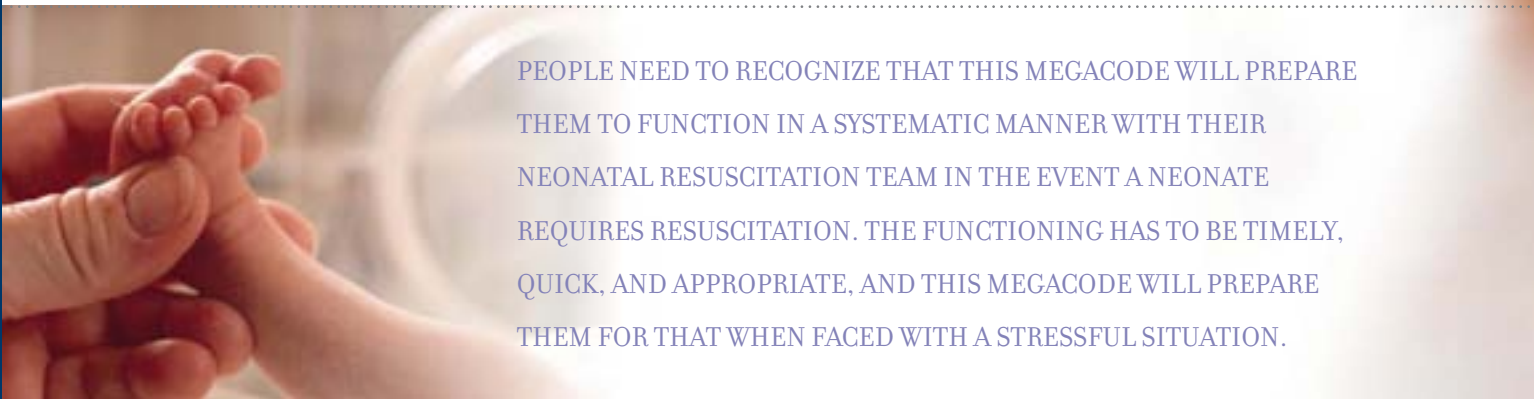 PEOPLE NEED TO RECOGNIZE THAT THIS MEGACODE WILL PREPARE
THEM TO FUNCTION IN A SYSTEMATIC MANNER WITH THEIR
NEONATAL RESUSCITATION TEAM IN THE EVENT A NEONATE
REQUIRES RESUSCITATION. THE FUNCTIONING HAS TO BE TIMELY,
QUICK, AND APPROPRIATE, AND THIS MEGACODE WILL PREPARE
THEM FOR THAT WHEN FACED WITH A STRESSFUL SITUATION.